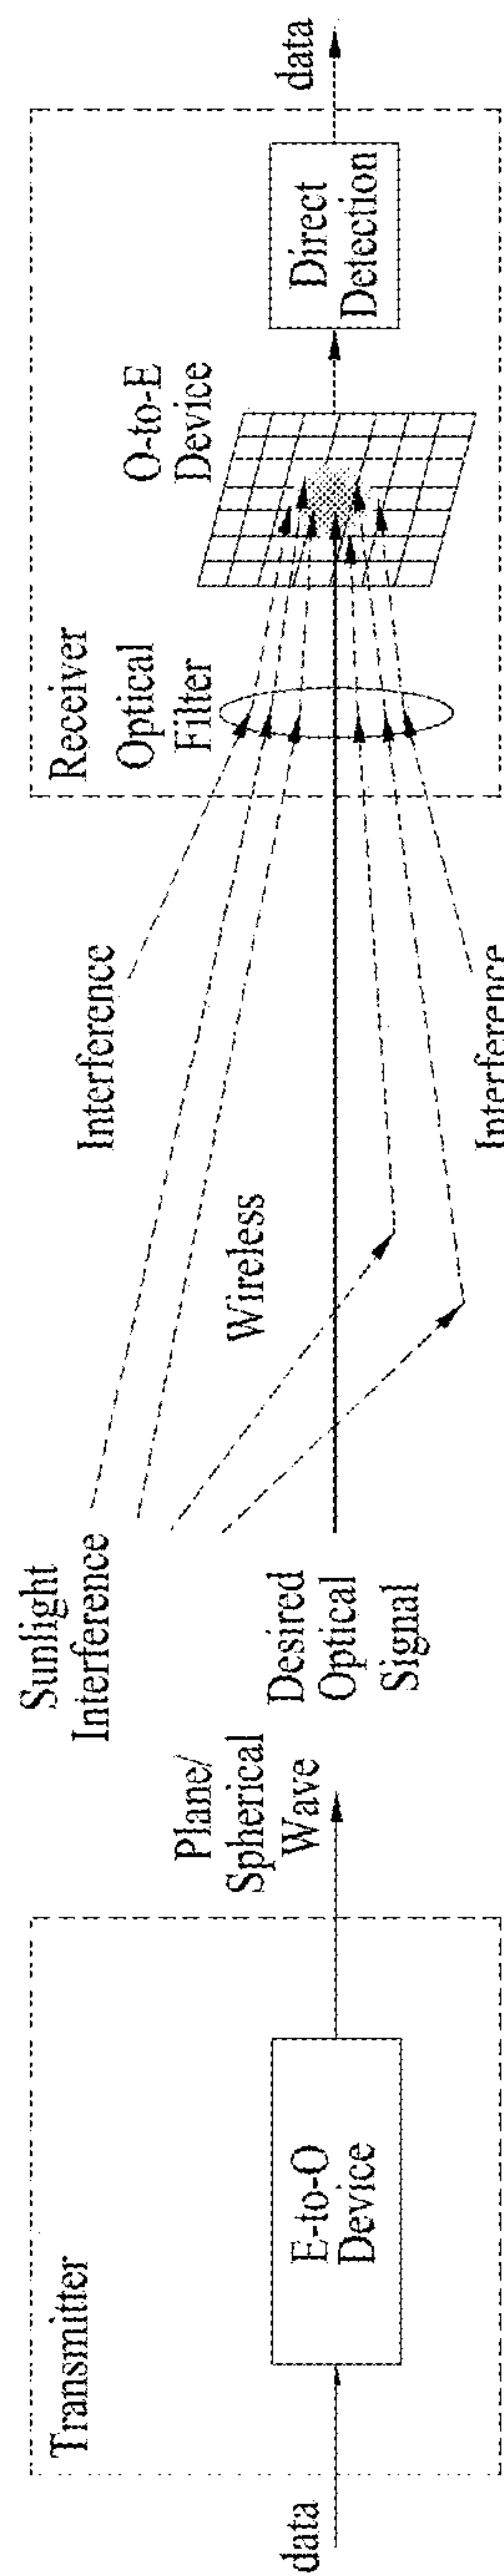 Transmitter
data
E-to-O
Device
Plane/
Spherical
Wave
Sunlight
Interference
Desired
Optical
Signal
Wireless
Interference
Interference
Receiver
Optical
Filter
O-to-E
Device
Direct
Detection
data